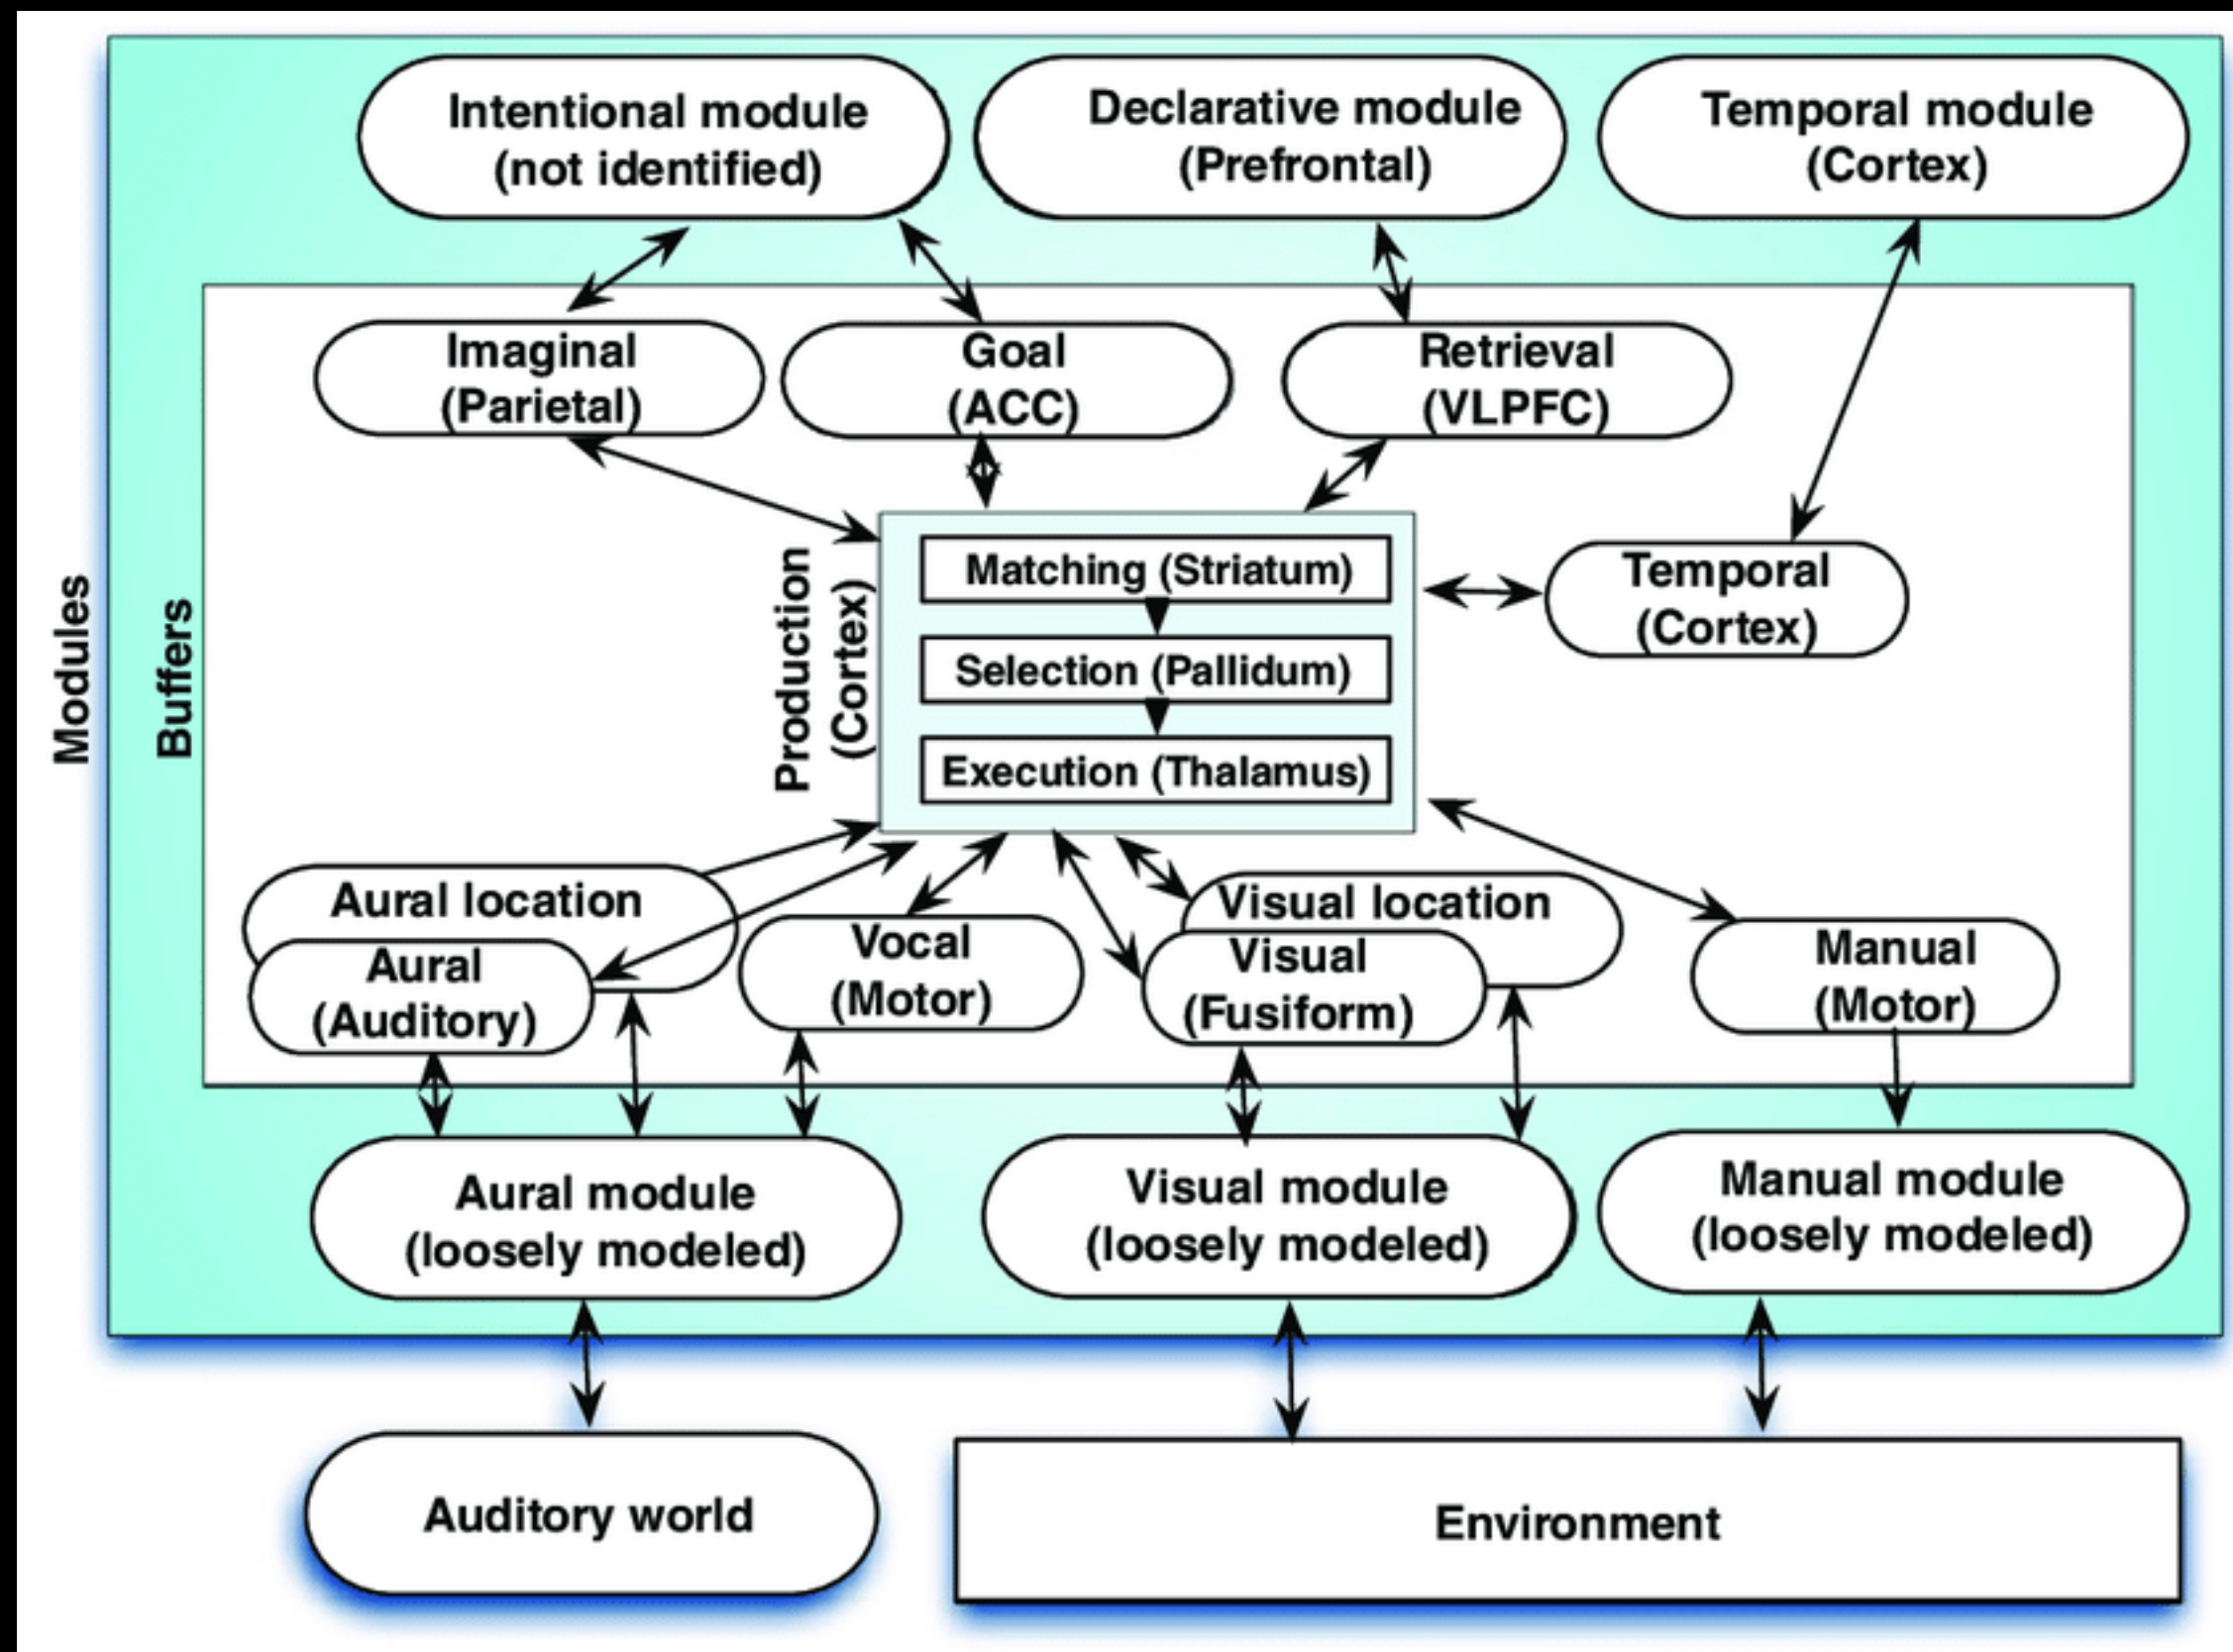 Intentional module
(not identified)
Declarative module
(Prefrontal)
Temporal module
(Cortex)
Imaginal
(Parietal)
Goal
(ACC)
Retrieval
(VLPFC)
Modules
Buffers
Production
(Cortex)
Matching (Striatum)
Selection (Pallidum)
Execution (Thalamus)
Temporal
(Cortex)
Aural location
Aural
(Auditory)
Vocal
(Motor)
Visual location
Visual
(Fusiform)
Manual
(Motor)
Aural module
(loosely modeled)
Visual module
(loosely modeled)
Manual module
(loosely modeled)
Auditory world
Environment